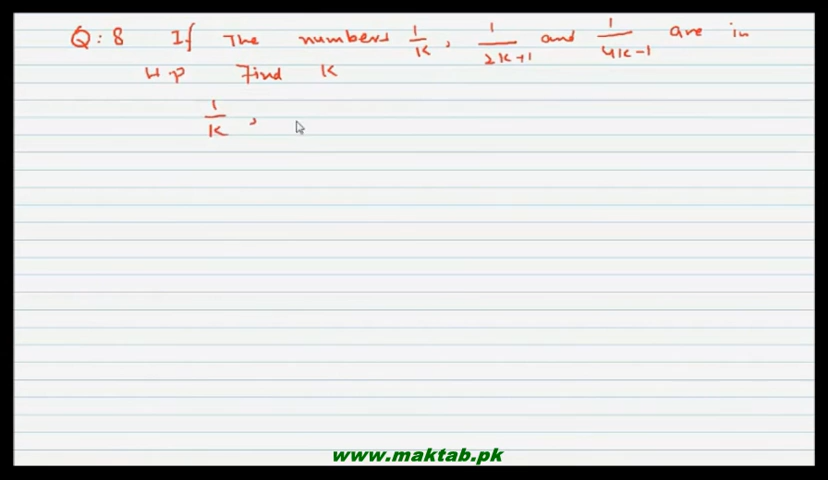 Q: 8 If The numbers 1/K, 1/2K+1 and 1/4K-1 are in
H.P Find K
1/K,
www.maktab.pk